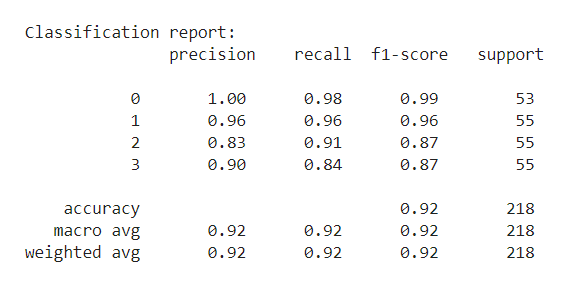 Classification report:
precision recall f1-score support
0 1.00 0.98 0.99 53
1 0.96 0.96 0.96 55
2 0.83 0.91 0.87 55
3 0.90 0.84 0.87 55
accuracy 0.92 218
macro avg 0.92 0.92 0.92 218
weighted avg 0.92 0.92 0.92 218